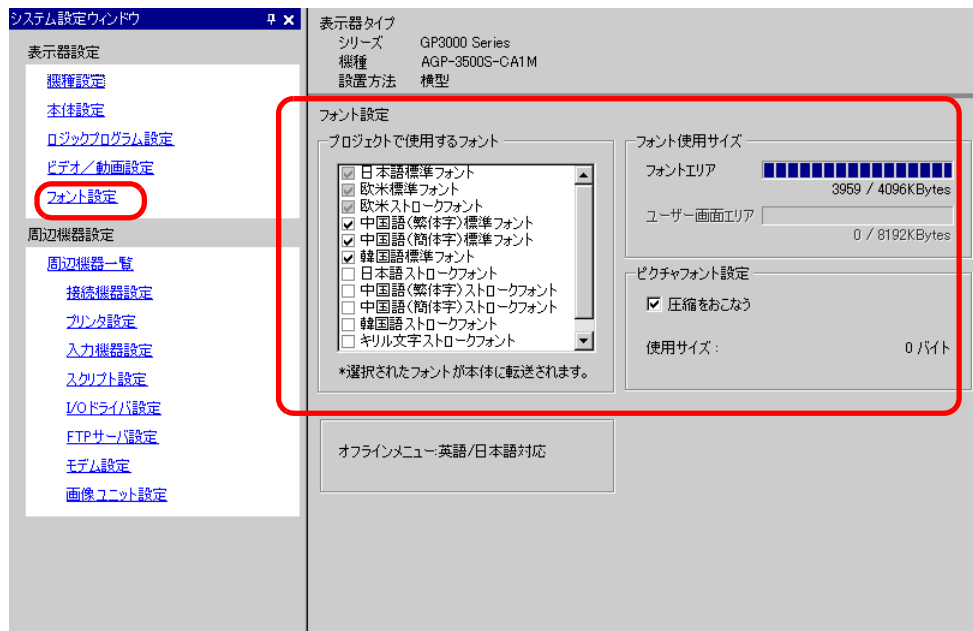 システム設定ウィンドウ
表示器設定
機種設定
本体設定
ロジックプログラム設定
ビデオ／動画設定
フォント設定
周辺機器設定
周辺機器一覧
接続機器設定
プリンタ設定
入力機器設定
スクリプト設定
I/Oドライバ設定
FTPサーバ設定
モデム設定
画像ユニット設定
表示器タイプ
シリーズ GP3000 Series
機種 AGP-3500S-CA1M
設置方法 横型
フォント設定
プロジェクトで使用するフォント
日本語標準フォント
欧米標準フォント
欧米ストロークフォント
中国語(繁体字)標準フォント
中国語(簡体字)標準フォント
韓国語標準フォント
日本語ストロークフォント
中国語(繁体字)ストロークフォント
中国語(簡体字)ストロークフォント
韓国語ストロークフォント
キリル文字ストロークフォント
*選択されたフォントが本体に転送されます。
フォント使用サイズ
フォントエリア
3959 / 4096KBytes
ユーザー画面エリア
0 / 8192KBytes
ピクチャフォント設定
圧縮をおこなう
使用サイズ： 0 バイト
オフラインメニュー:英語/日本語対応